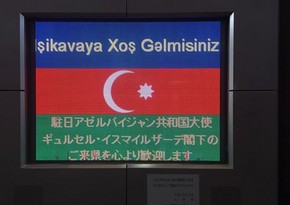 şikavaya Xoş Gəlmisiniz
駐日アゼルバイジャン共和国大使
ギュルセル・イスマイルザーデ閣下の
ご来県を心より歓迎します